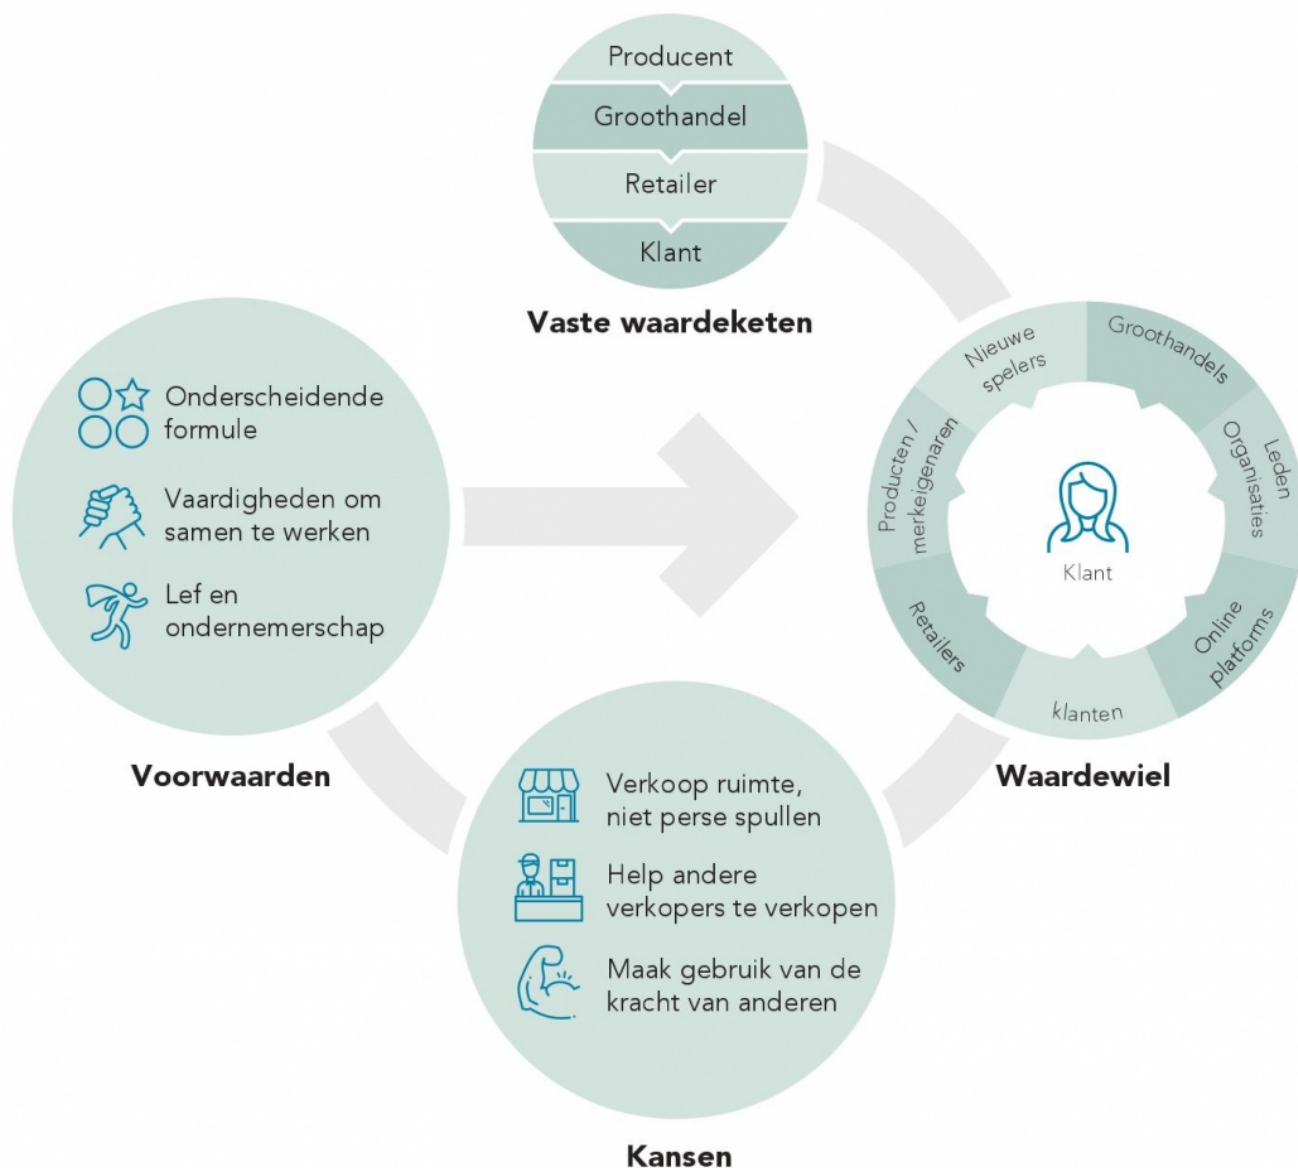 Producent
Groothandel
Retailer
Klant
Vaste waardeketen
Onderscheidende
formule
Vaardigheden om
samen te werken
Lef en
ondernemerschap
Voorwaarden
Nieuwe
spelers
Groothandels
Leden
Organisaties
Online
platforms
klanten
Retailers
Producten /
merkeigenaren
Klant
Waardewiel
Verkoop ruimte,
niet perse spullen
Help andere
verkopers te verkopen
Maak gebruik van de
kracht van anderen
Kansen